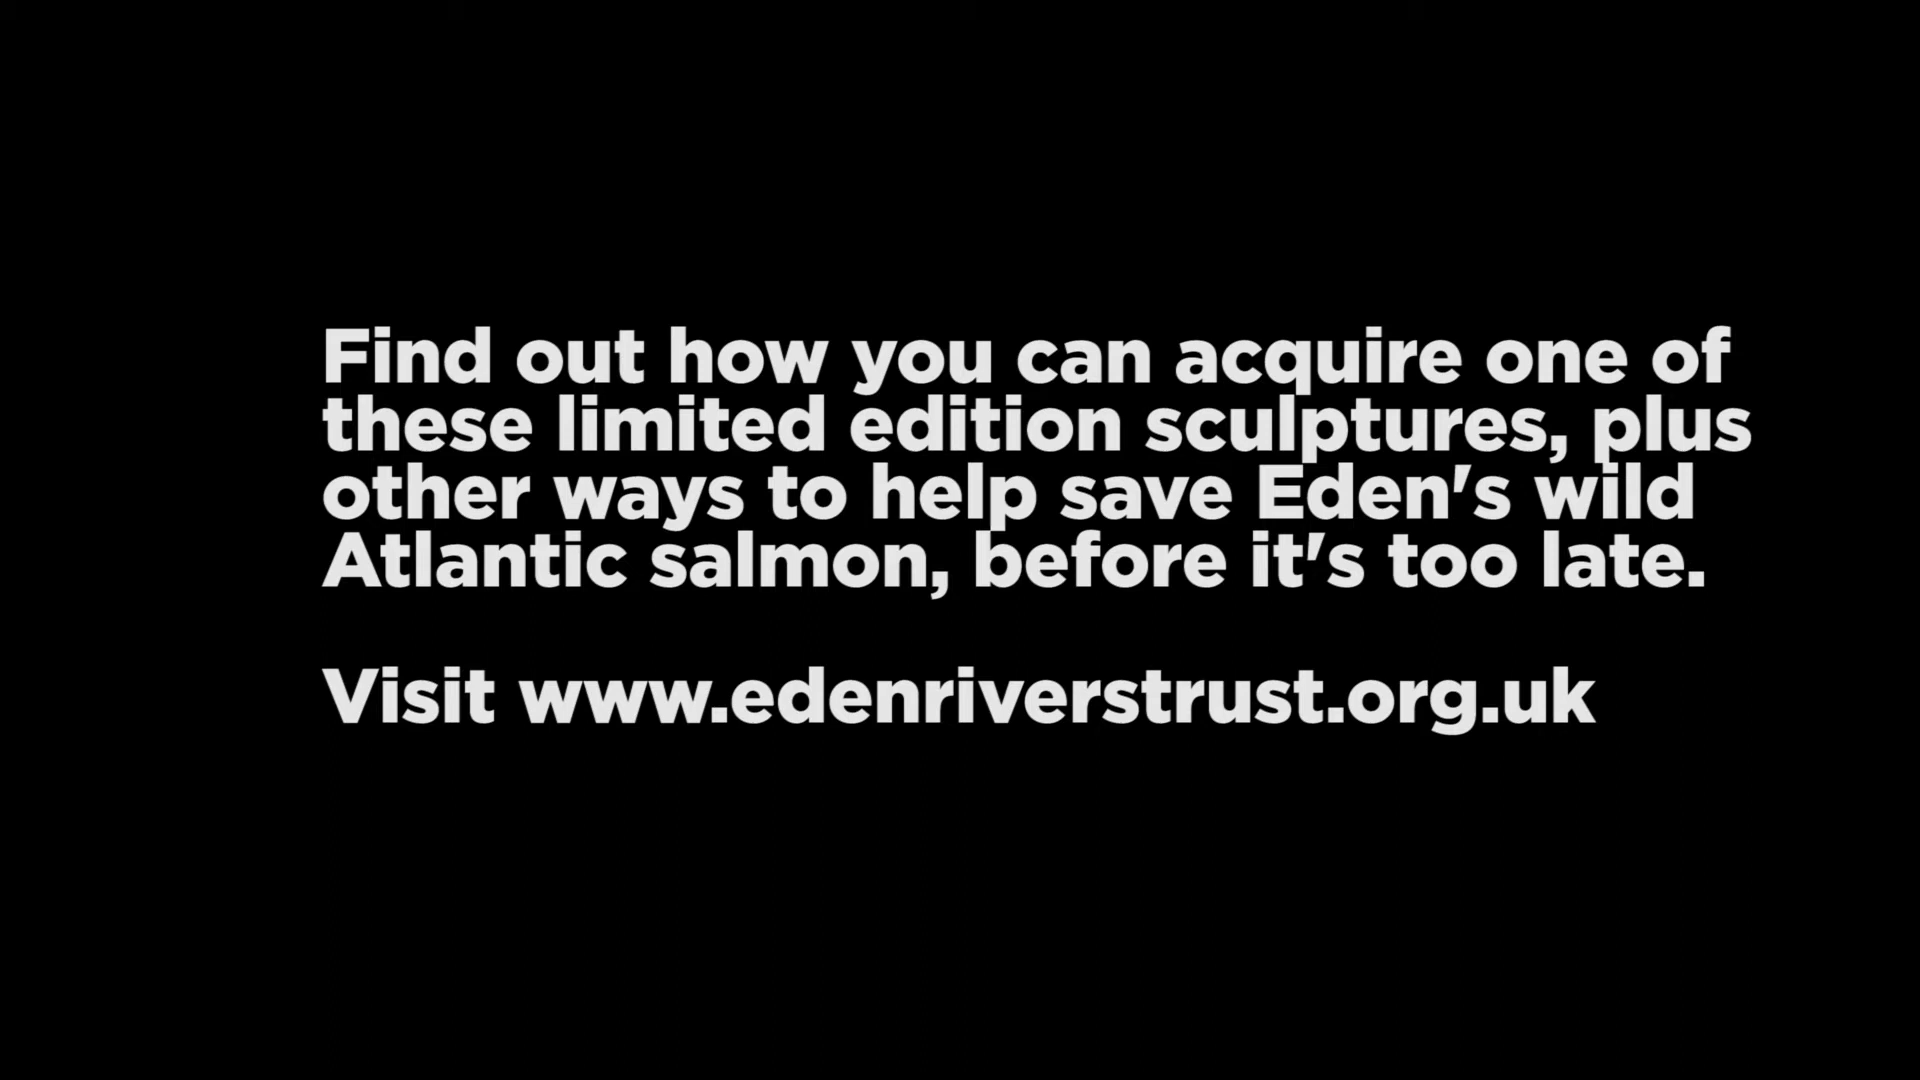 Find out how you can acquire one of
these limited edition sculptures, plus
other ways to help save Eden's wild
Atlantic salmon, before it's too late.
Visit www.edenriverstrust.org.uk